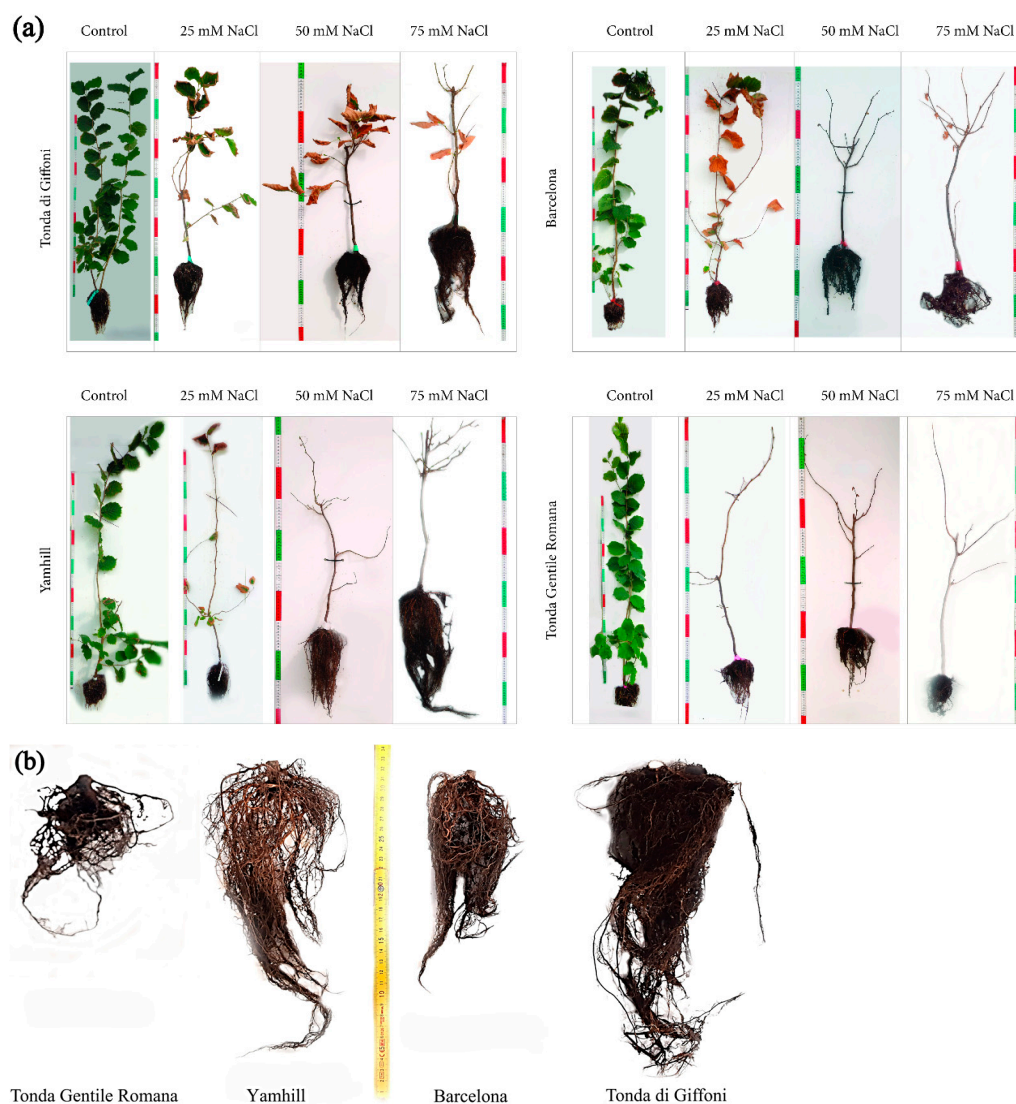 (a)
Control 25 mM NaCl 50 mM NaCl 75 mM NaCl
Control 25 mM NaCl 50 mM NaCl 75 mM NaCl
Tonda di Giffoni
Barcelona
Control 25 mM NaCl 50 mM NaCl 75 mM NaCl
Control 25 mM NaCl 50 mM NaCl 75 mM NaCl
Yamhill
Tonda Gentile Romana
(b)
Tonda Gentile Romana Yamhill Barcelona Tonda di Giffoni